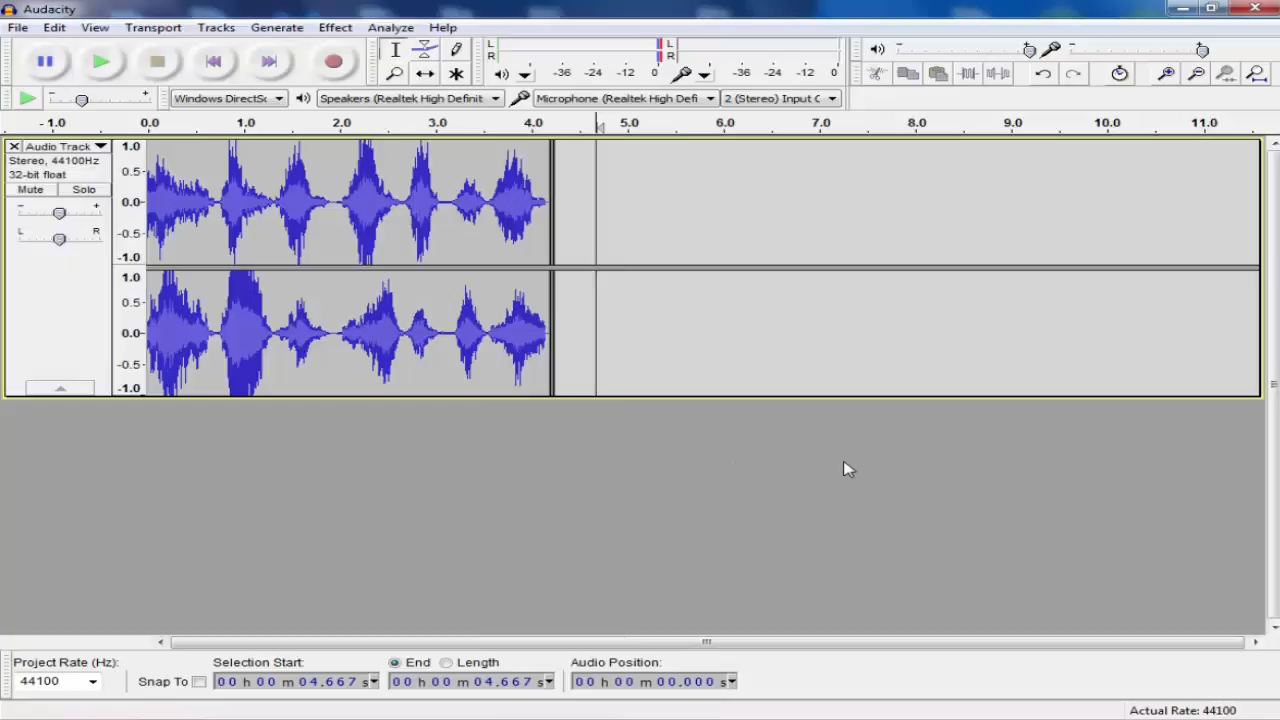 Audacity
File Edit View Transport Tracks Generate Effect Analyze Help
L R -36 -24 -12 0 L R -36 -24 -12 0
Windows DirectSo Speakers (Realtek High Definit Microphone (Realtek High Defi 2 (Stereo) Input C
- 1.0 0.0 1.0 2.0 3.0 4.0 5.0 6.0 7.0 8.0 9.0 10.0 11.0
Audio Track
Stereo, 44100Hz
32-bit float
Mute Solo
- +
L R
1.0
0.5
0.0
-0.5
-1.0
1.0
0.5
0.0
-0.5
-1.0
Project Rate (Hz): Selection Start: End Length Audio Position:
44100 Snap To 00 h 00 m 04.667 s 00 h 00 m 04.667 s 00 h 00 m 00.000 s
Actual Rate: 44100